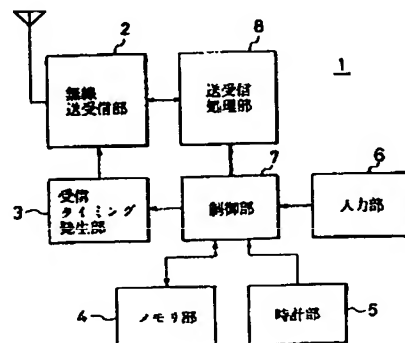 2
8
1
無線
送受信部
送受信
処理部
7
6
3
受信
タイミング
発生部
制御部
入力部
4
メモリ部
時計部
5